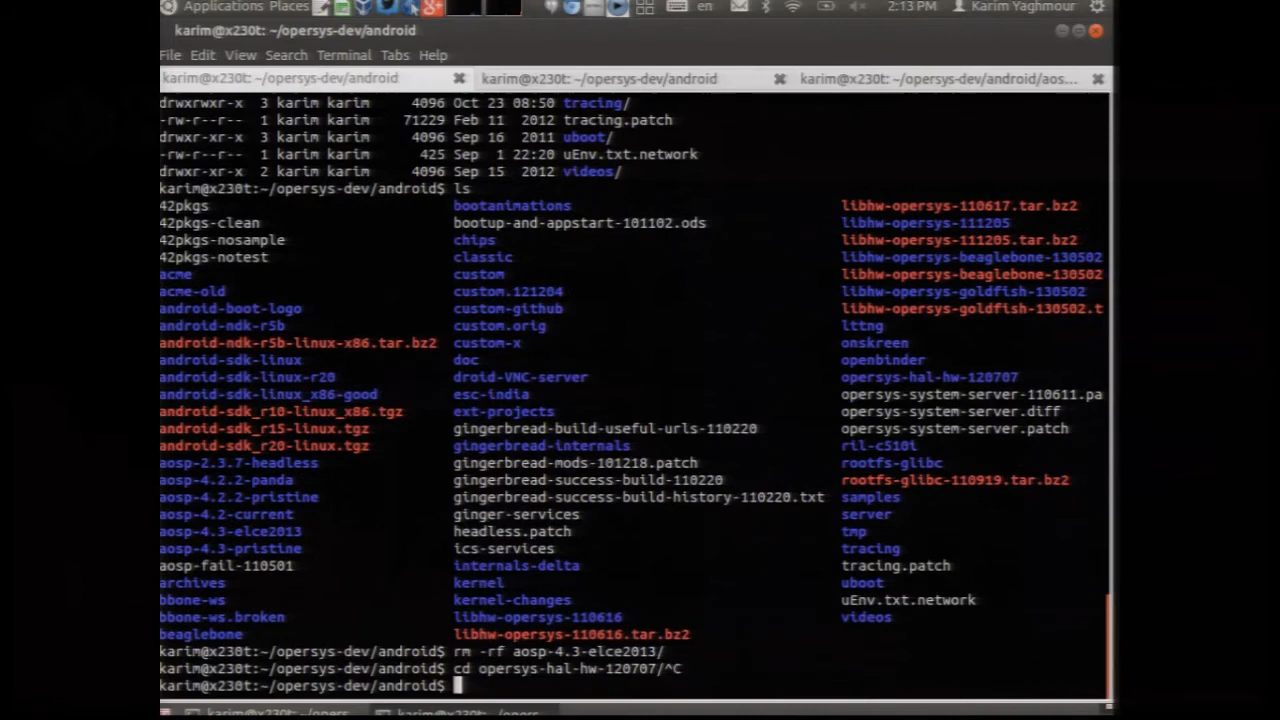 Applications Places en 2:13 PM Karim Yaghmour
karim@x230t: ~/opersys-dev/android
File Edit View Search Terminal Tabs Help
karim@x230t: ~/opersys-dev/android karim@x230t: ~/opersys-dev/android karim@x230t: ~/opersys-dev/android/aos...
drwxrwxr-x 3 karim karim 4096 Oct 23 08:50 tracing/
-rw-r--r-- 1 karim karim 71229 Feb 11 2012 tracing.patch
drwxr-xr-x 3 karim karim 4096 Sep 16 2011 uboot/
-rw-r--r-- 1 karim karim 425 Sep 1 22:20 uEnv.txt.network
drwxr-xr-x 2 karim karim 4096 Sep 15 2012 videos/
karim@x230t:~/opersys-dev/android$ ls
42pkgs bootanimations libhw-opersys-110617.tar.bz2
42pkgs-clean bootup-and-appstart-101102.ods libhw-opersys-111205
42pkgs-nosample chips libhw-opersys-111205.tar.bz2
42pkgs-notest classic libhw-opersys-beaglebone-130502
acme custom libhw-opersys-beaglebone-130502
acme-old custom.121204 libhw-opersys-goldfish-130502
android-boot-logo custom-github libhw-opersys-goldfish-130502.t
android-ndk-r5b custom.orig lttng
android-ndk-r5b-linux-x86.tar.bz2 custom-x onskreen
android-sdk-linux doc openbinder
android-sdk-linux-r20 droid-VNC-server opersys-hal-hw-120707
android-sdk-linux_x86-good esc-india opersys-system-server-110611.pa
android-sdk_r10-linux_x86.tgz ext-projects opersys-system-server.diff
android-sdk_r15-linux.tgz gingerbread-build-useful-urls-110220 opersys-system-server.patch
android-sdk_r20-linux.tgz gingerbread-internals ril-c510i
aosp-2.3.7-headless gingerbread-mods-101218.patch rootfs-glibc
aosp-4.2.2-panda gingerbread-success-build-110220 rootfs-glibc-110919.tar.bz2
aosp-4.2.2-pristine gingerbread-success-build-history-110220.txt samples
aosp-4.2-current ginger-services server
aosp-4.3-elce2013 headless.patch tmp
aosp-4.3-pristine ics-services tracing
aosp-fail-110501 internals-delta tracing.patch
archives kernel uboot
bbone-ws kernel-changes uEnv.txt.network
bbone-ws.broken libhw-opersys-110616 videos
beaglebone libhw-opersys-110616.tar.bz2
karim@x230t:~/opersys-dev/android$ rm -rf aosp-4.3-elce2013/
karim@x230t:~/opersys-dev/android$ cd opersys-hal-hw-120707/^C
karim@x230t:~/opersys-dev/android$